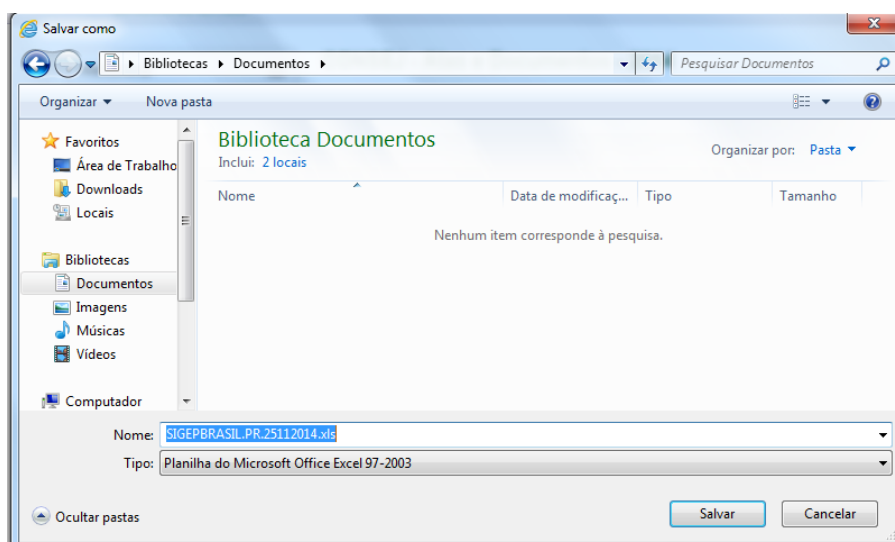 Salvar como
Bibliotecas Documentos
Pesquisar Documentos
Organizar Nova pasta
Favoritos
Área de Trabalho
Downloads
Locais
Bibliotecas
Documentos
Imagens
Músicas
Vídeos
Computador
Biblioteca Documentos
Inclui: 2 locais
Organizar por: Pasta
Nome Data de modificaç... Tipo Tamanho
Nenhum item corresponde à pesquisa.
Nome: SIGEPBRASIL.PR.25112014.xls
Tipo: Planilha do Microsoft Office Excel 97-2003
Ocultar pastas
Salvar Cancelar